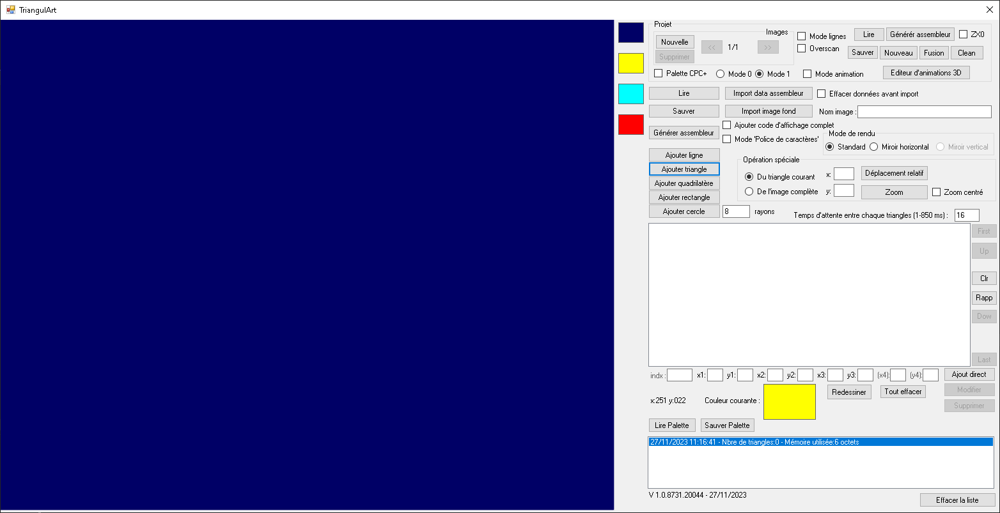 TriangulArt
Projet
Images
Nouvelle
<< 1/1 >>
Supprimer
Mode lignes
Overscan
Lire
Générér assembleur
ZX0
Sauver
Nouveau
Fusion
Clean
Palette CPC+
Mode 0
Mode 1
Mode animation
Editeur d'animations 3D
Lire
Import data assembleur
Effacer données avant import
Sauver
Import image fond
Nom image :
Générer assembleur
Ajouter code d'affichage complet
Mode 'Police de caractères'
Mode de rendu
Standard
Miroir horizontal
Miroir vertical
Ajouter ligne
Ajouter triangle
Ajouter quadrilatère
Ajouter rectangle
Ajouter cercle
8
rayons
Opération spéciale
Du triangle courant
x:
Déplacement relatif
De l'image complète
y:
Zoom
Zoom centré
Temps d'attente entre chaque triangles (1-850 ms) :
16
First
Up
Clr
Rapp
Dow
Last
indx :
x1:
y1:
x2:
y2:
x3:
y3:
(x4):
(y4):
Ajout direct
Modifier
Supprimer
x:251 y:022
Couleur courante :
Redessiner
Tout effacer
Lire Palette
Sauver Palette
27/11/2023 11:16:41 - Nbre de triangles:0 - Mémoire utilisée:6 octets
V 1.0.8731.20044 - 27/11/2023
Effacer la liste